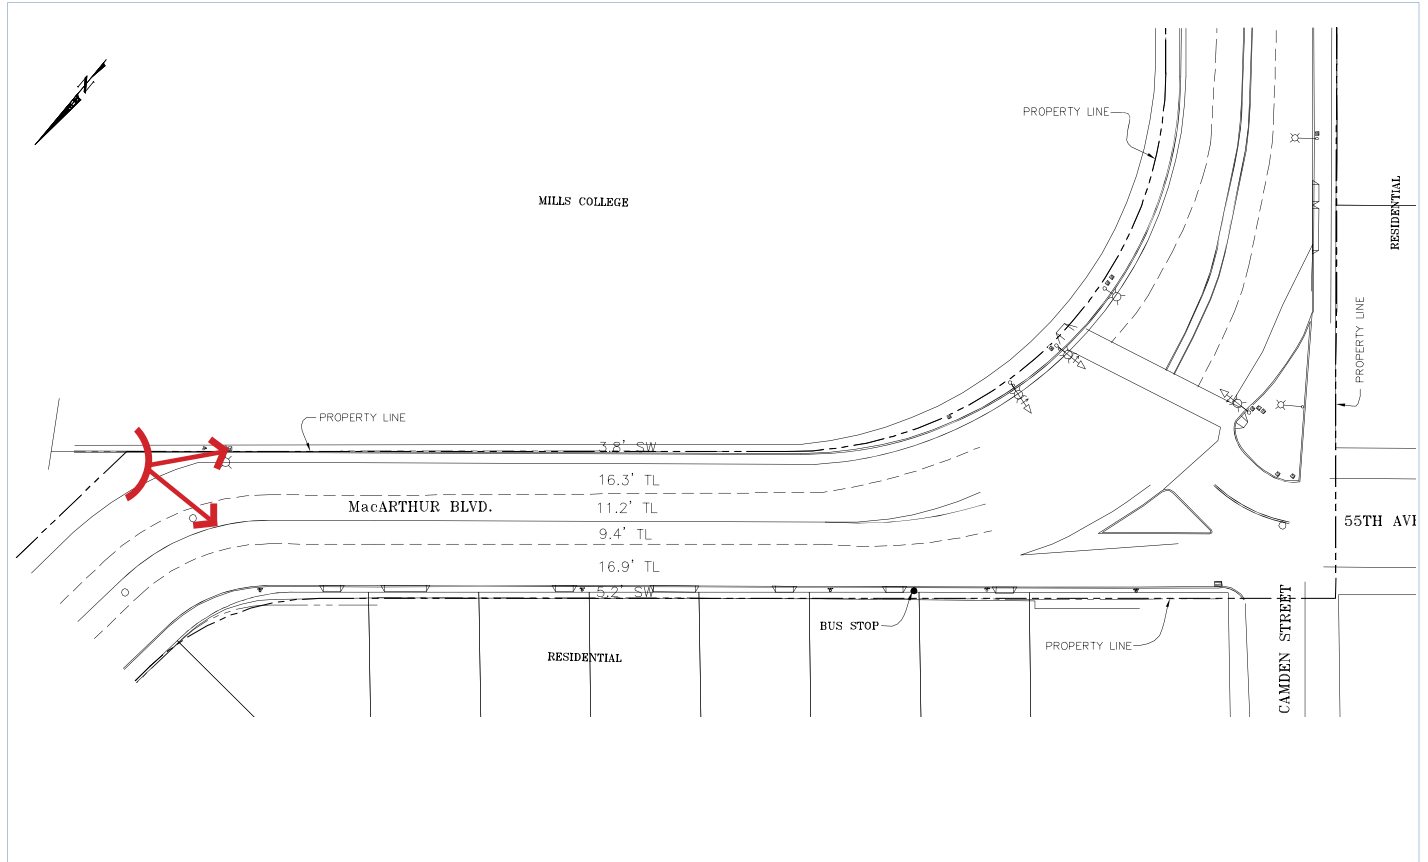 N
PROPERTY LINE
MILLS COLLEGE
RESIDENTIAL
PROPERTY LINE
PROPERTY LINE
3.8' SW
16.3' TL
MacARTHUR BLVD.
11.2' TL
9.4' TL
55TH AVE
16.9' TL
5.2' SW
BUS STOP
PROPERTY LINE
RESIDENTIAL
CAMDEN STREET